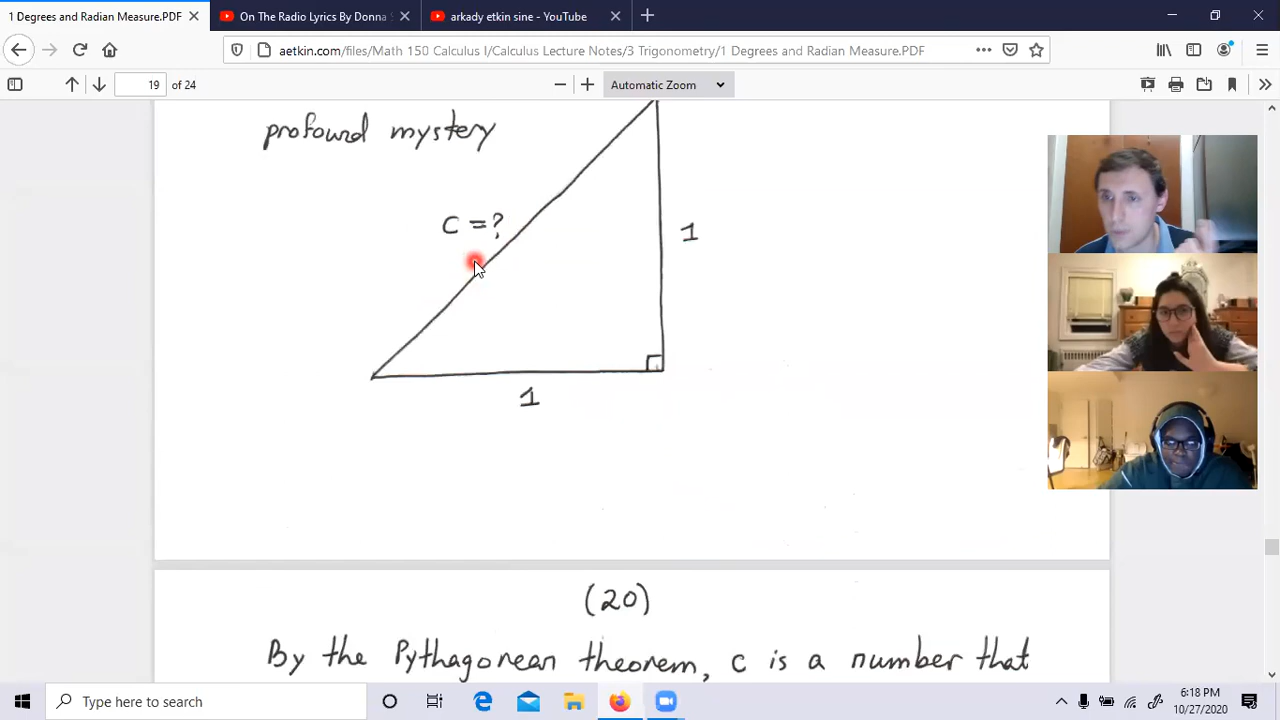 1 Degrees and Radian Measure.PDF
On The Radio Lyrics By Donna
arkady etkin sine - YouTube
aetkin.com/files/Math 150 Calculus I/Calculus Lecture Notes/3 Trigonometry/1 Degrees and Radian Measure.PDF
19 of 24
Automatic Zoom
profound mystery
C = ?
1
1
(20)
By the Pythagorean theorem, c is a number that
Type here to search
6:18 PM
10/27/2020